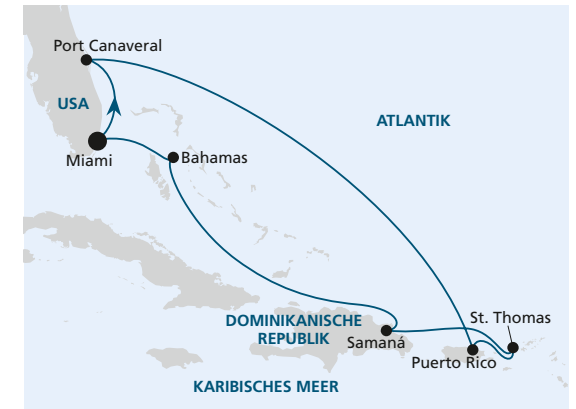 Port Canaveral
USA
ATLANTIK
Miami
Bahamas
DOMINIKANISCHE
REPUBLIK
Samaná
St. Thomas
Puerto Rico
KARIBISCHES MEER